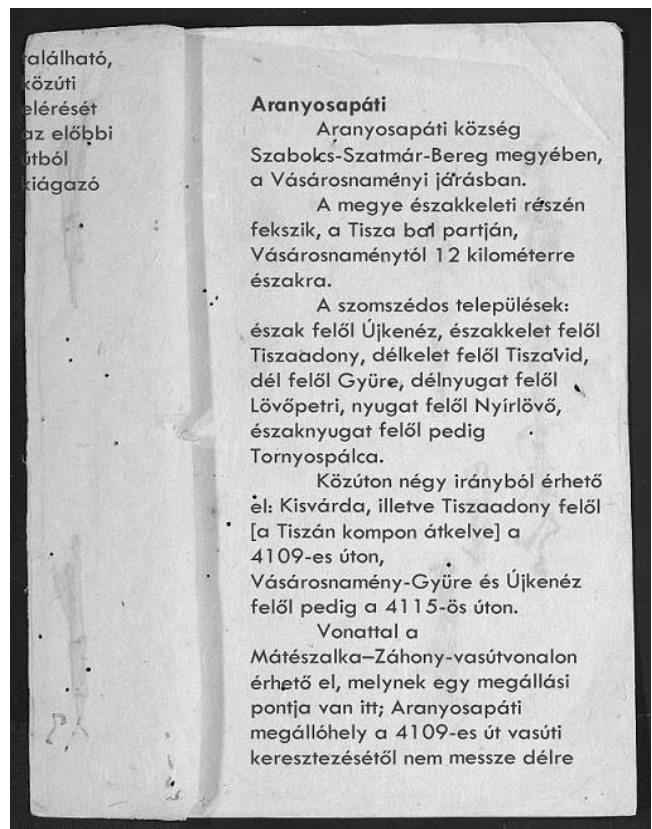 található,
közúti
elérését
az előbbi
útból
kiágazó
Aranyosapáti
Aranyosapáti község
Szabolcs-Szatmár-Bereg megyében,
a Vásárosnaményi járásban.
A megye északkeleti részén
fekszik, a Tisza bal partján,
Vásárosnaménytól 12 kilométerre
északra.
A szomszédos települések:
észak felől Újkenéz, északkelet felől
Tiszaadony, délkelet felől Tiszavid,
dél felől Gyüre, délnyugat felől
Lövőpetri, nyugat felől Nyírlövő,
északnyugat felől pedig
Tornyospálca.
Közúton négy irányból érhető
el: Kisvárda, illetve Tiszaadony felől
[a Tiszán kompon átkelve] a
4109-es úton,
Vásárosnamény-Gyüre és Újkenéz
felől pedig a 4115-ös úton.
Vonattal a
Mátészalka–Záhony-vasútvonalon
érhető el, melynek egy megállási
pontja van itt; Aranyosapáti
megállóhely a 4109-es út vasúti
keresztezésétől nem messze délre